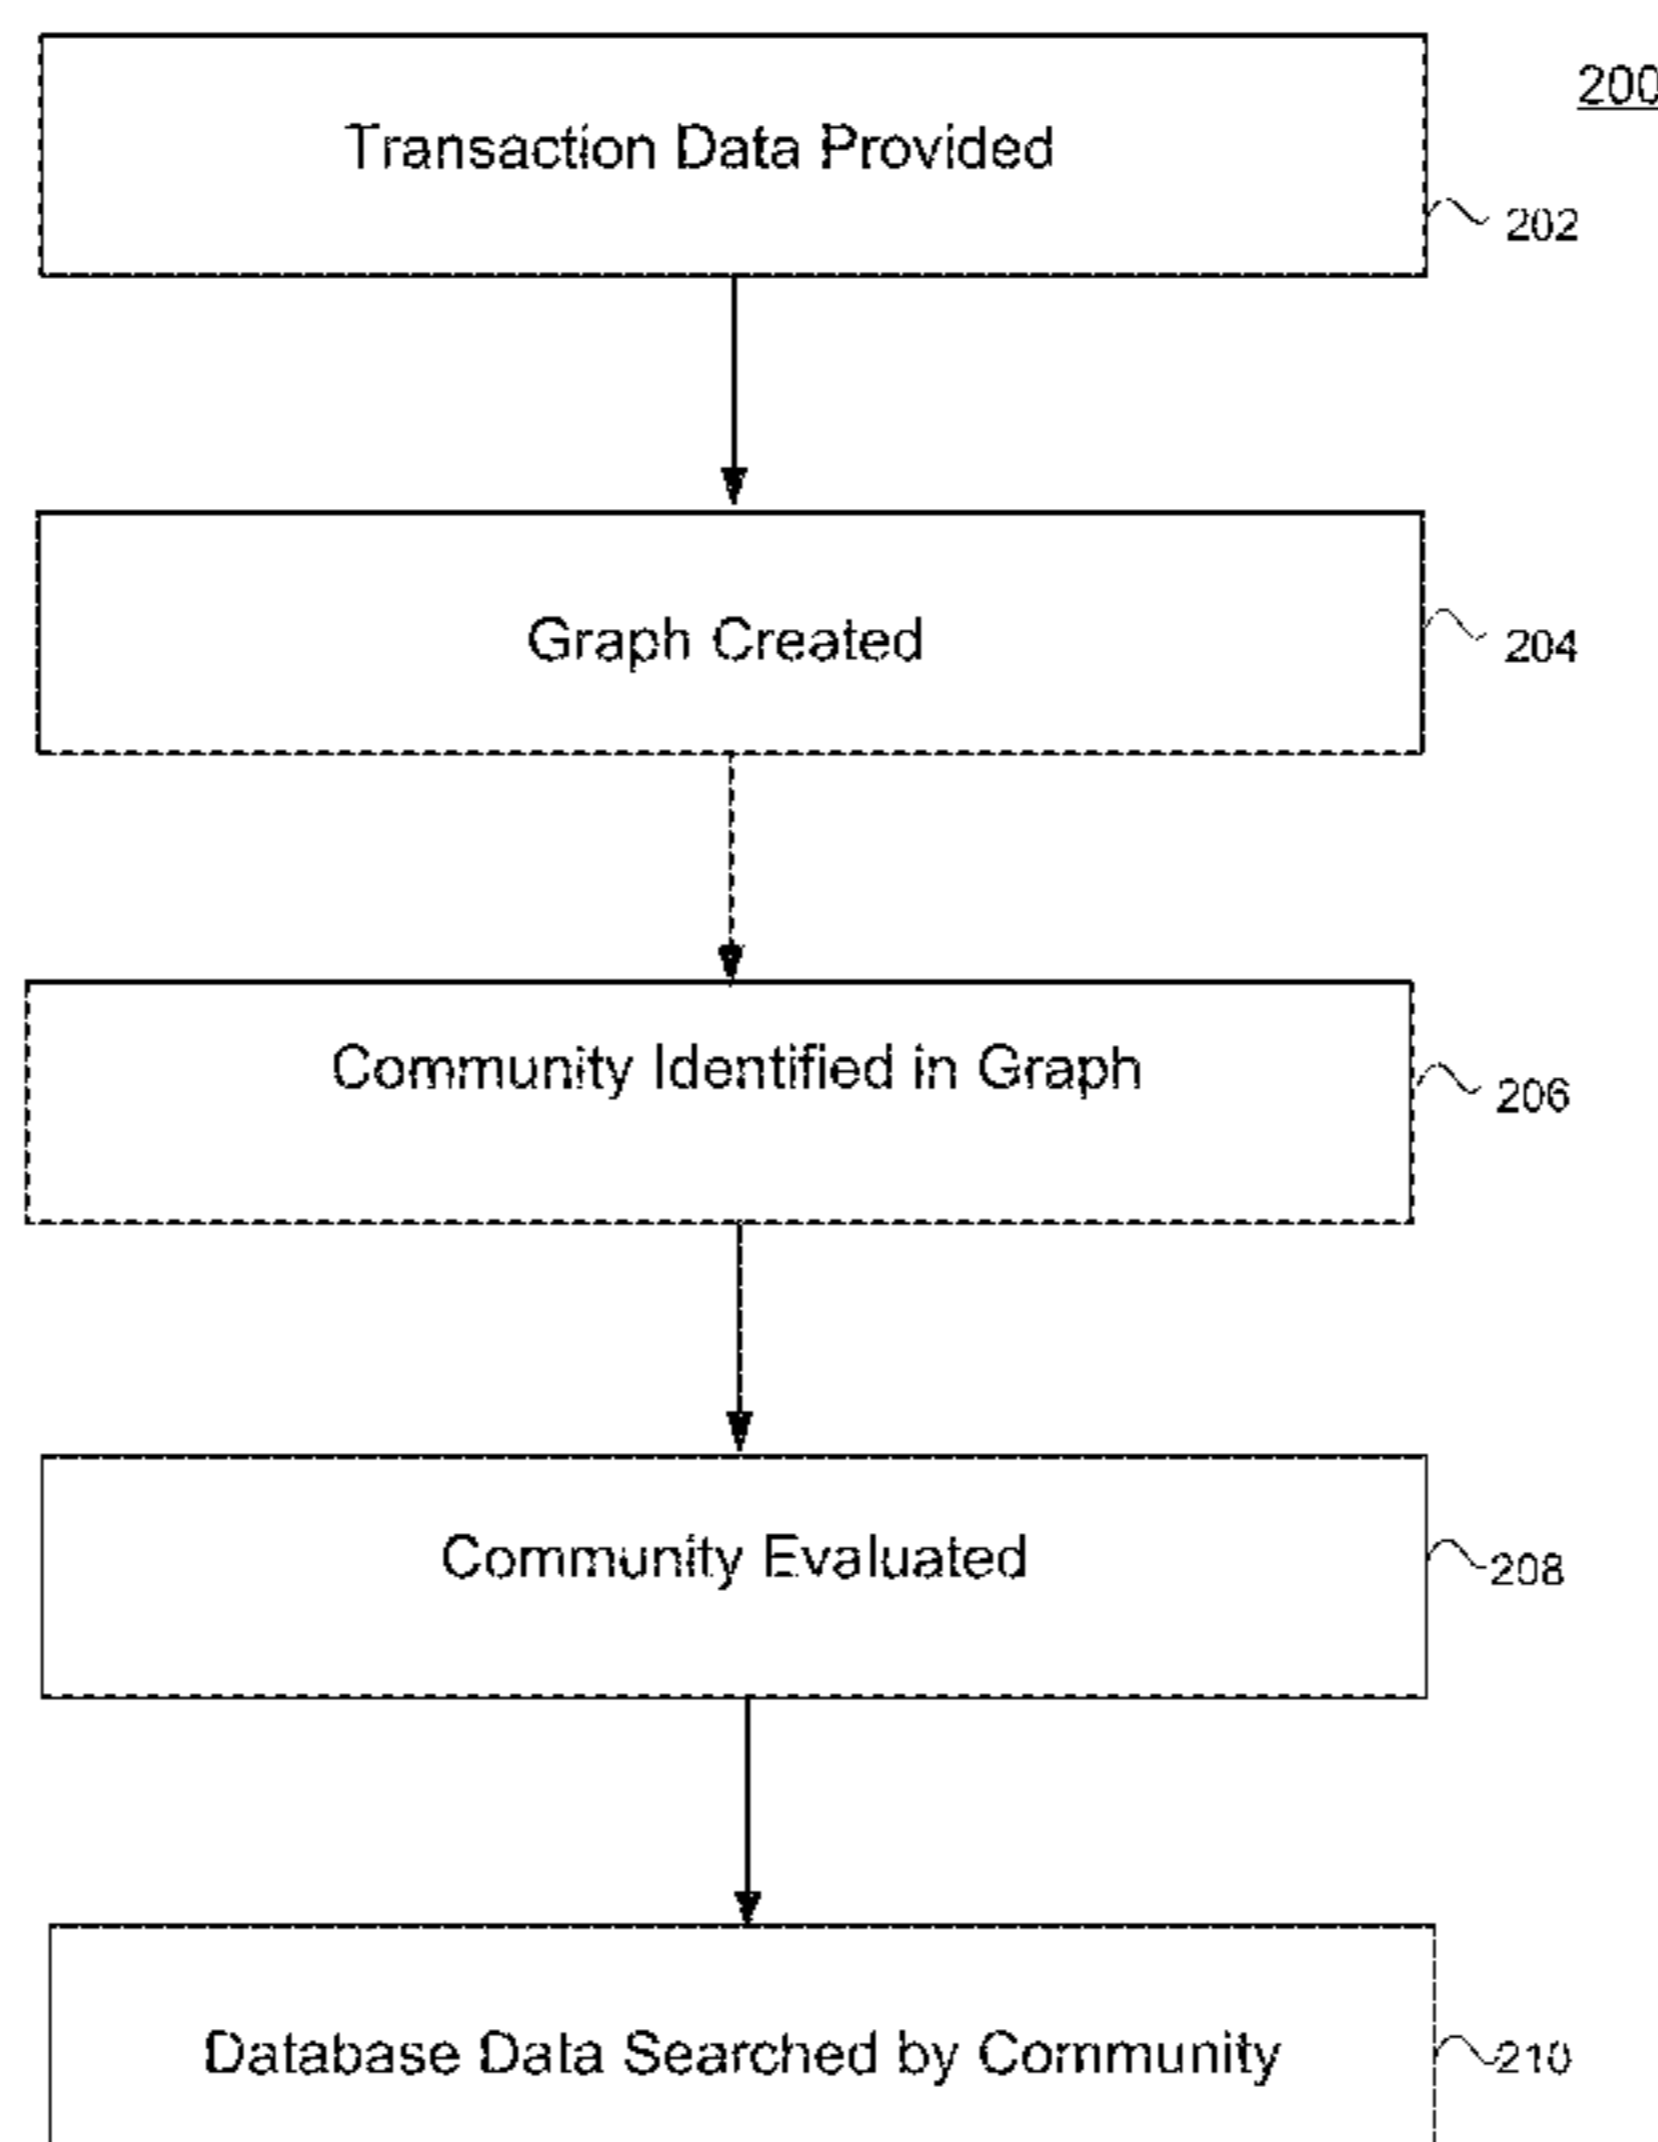 200
Transaction Data Provided
202
Graph Created
204
Community Identified in Graph
206
Community Evaluated
208
Database Data Searched by Community
210